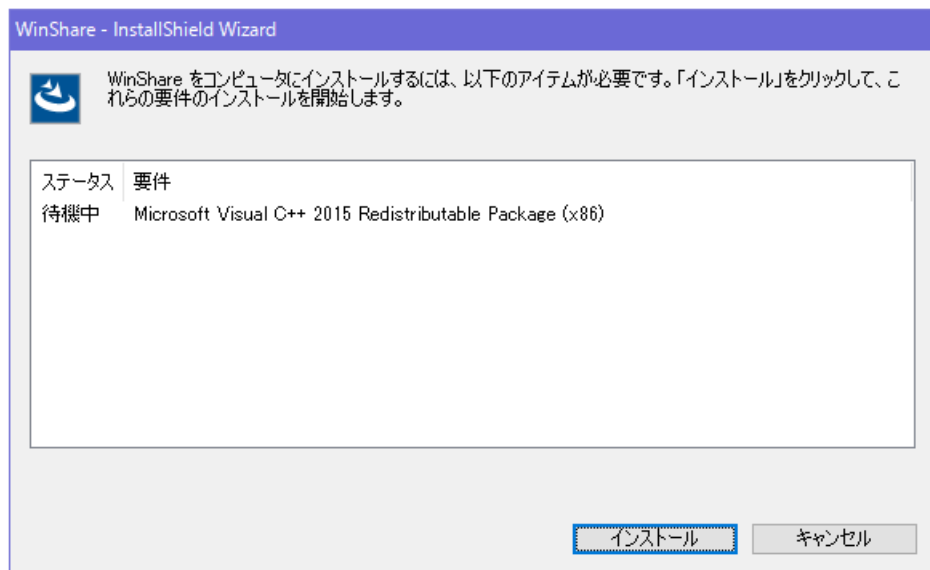 WinShare - InstallShield Wizard
WinShare をコンピュータにインストールするには、以下のアイテムが必要です。「インストール」をクリックして、こ
れらの要件のインストールを開始します。
ステータス 要件
待機中 Microsoft Visual C++ 2015 Redistributable Package (x86)
インストール キャンセル